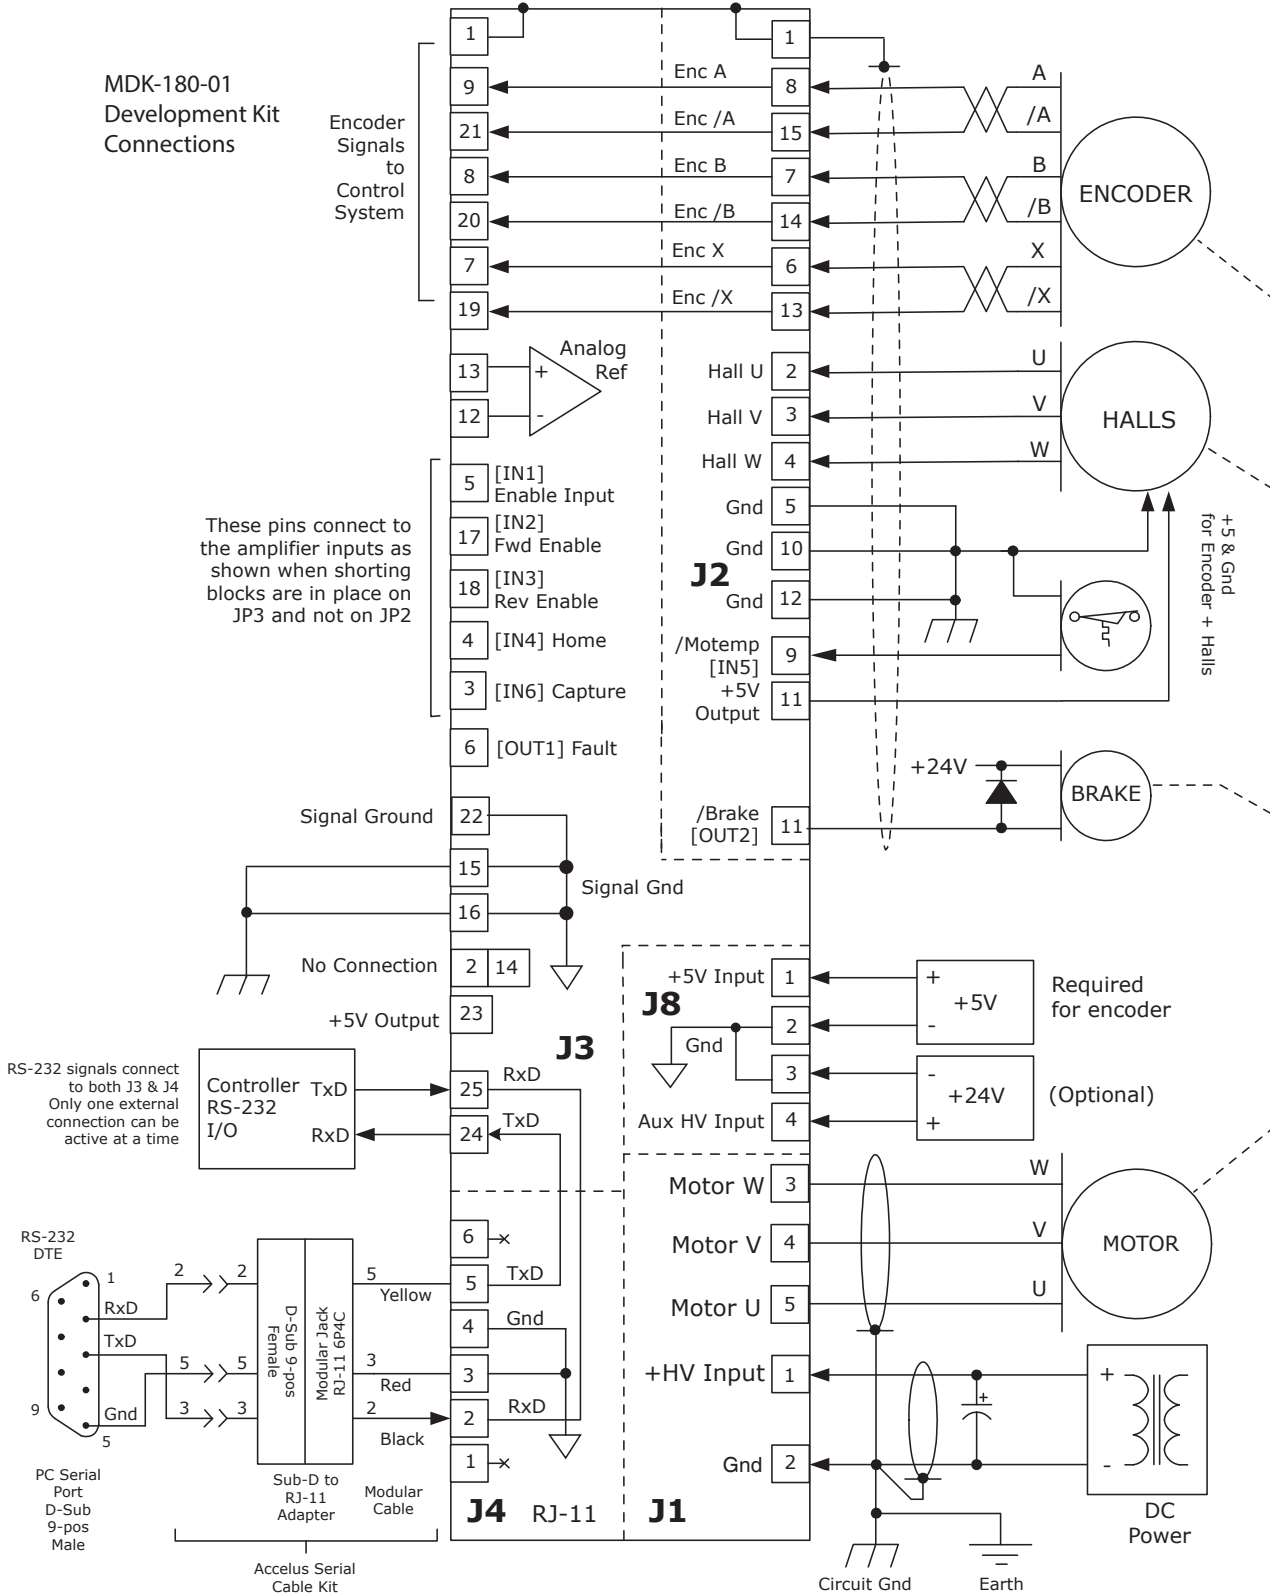 MDK-180-01
Development Kit
Connections
Encoder
Signals
to
Control
System
1
9
21
8
20
7
19
Enc A
Enc /A
Enc B
Enc /B
Enc X
Enc /X
1
8
15
7
14
6
13
A
/A
B
/B
X
/X
ENCODER
13
12
+
-
Analog
Ref
Hall U
2
U
Hall V
3
V
Hall W
4
W
HALLS
Gnd
5
Gnd
10
J2
Gnd
12
/Motemp
[IN5]
9
+5V
Output
11
+5 & Gnd
for Encoder + Halls
These pins connect to
the amplifier inputs as
shown when shorting
blocks are in place on
JP3 and not on JP2
5
[IN1]
Enable Input
17
[IN2]
Fwd Enable
18
[IN3]
Rev Enable
4
[IN4] Home
3
[IN6] Capture
6
[OUT1] Fault
+24V
BRAKE
/Brake
[OUT2]
11
Signal Ground
22
15
16
Signal Gnd
No Connection
2
14
+5V Output
23
J3
+5V Input
1
J8
2
Gnd
3
Aux HV Input
4
+
+5V
-
Required
for encoder
-
+24V
+
(Optional)
RS-232 signals connect
to both J3 & J4
Only one external
connection can be
active at a time
Controller
RS-232
I/O
TxD
RxD
25
RxD
24
TxD
Motor W
3
W
Motor V
4
V
Motor U
5
U
MOTOR
+HV Input
1
Gnd
2
+
+
-
DC
Power
J1
Circuit Gnd
Earth
RS-232
DTE
6
1
9
5
RxD
TxD
Gnd
2
2
5
5
3
3
D-Sub 9-pos
Female
Modular Jack
RJ-11 6P4C
5
Yellow
3
Red
2
Black
6
5
TxD
4
Gnd
3
2
RxD
1
J4 RJ-11
PC Serial
Port
D-Sub
9-pos
Male
Sub-D to
RJ-11
Adapter
Modular
Cable
Accelus Serial
Cable Kit